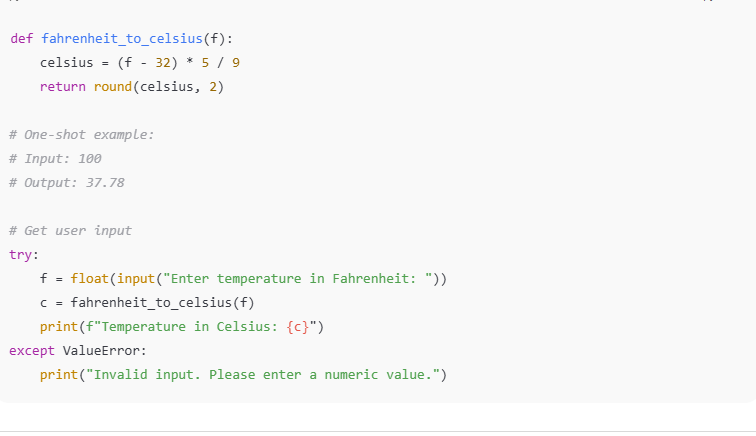 def fahrenheit_to_celsius(f):
    celsius = (f - 32) * 5 / 9
    return round(celsius, 2)

# One-shot example:
# Input: 100
# Output: 37.78

# Get user input
try:
    f = float(input("Enter temperature in Fahrenheit: "))
    c = fahrenheit_to_celsius(f)
    print(f"Temperature in Celsius: {c}")
except ValueError:
    print("Invalid input. Please enter a numeric value.")